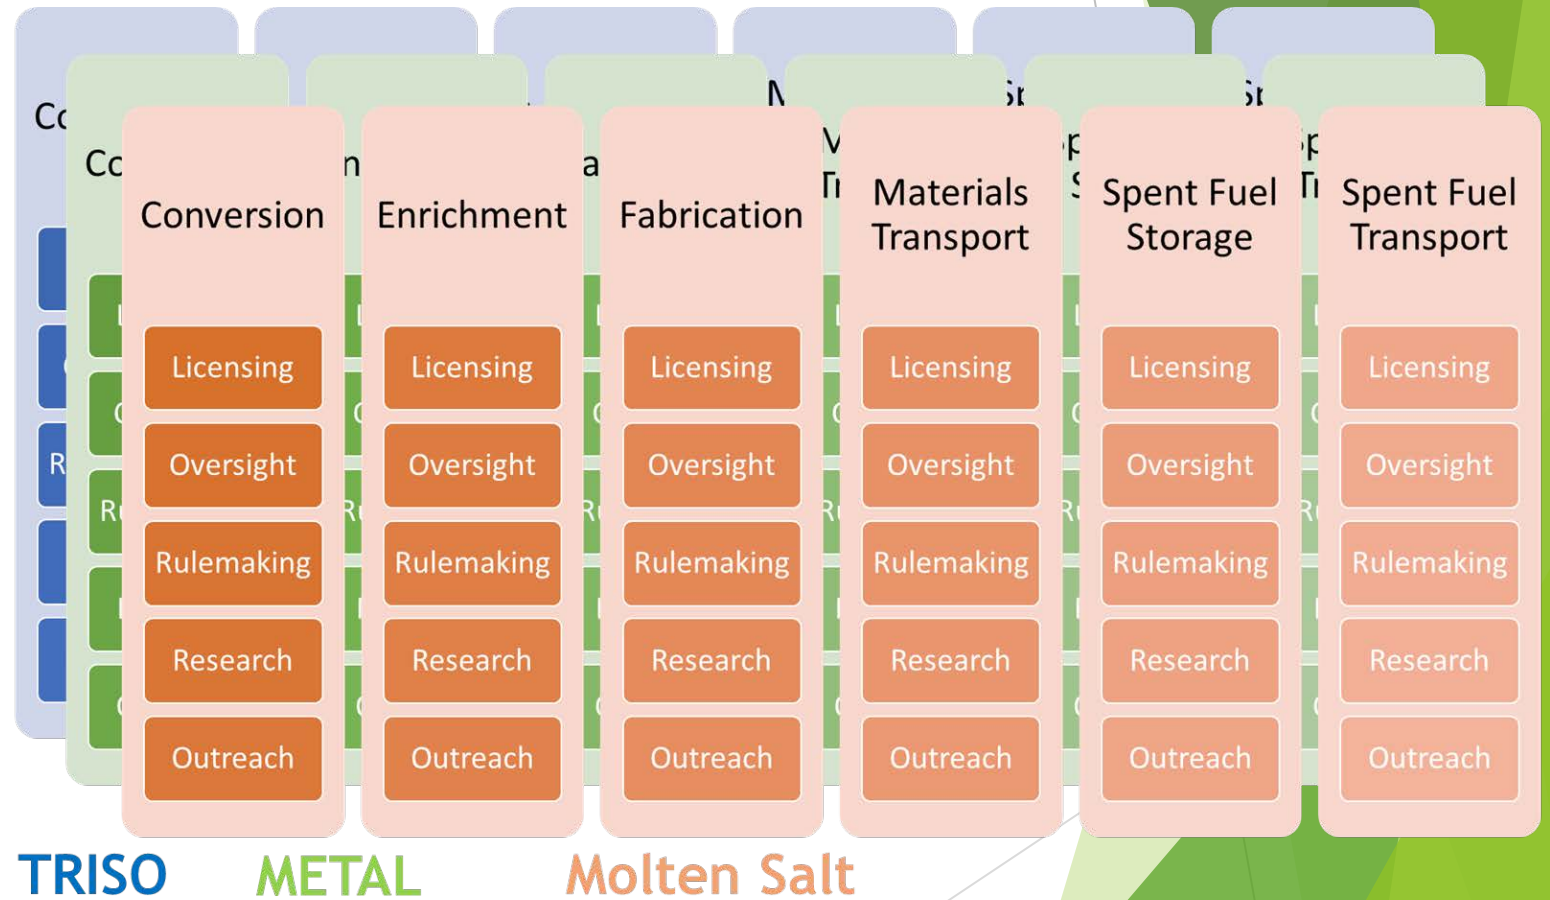 Conversion
Enrichment
Fabrication
Materials
Transport
Spent Fuel
Storage
Spent Fuel
Transport
Licensing
Licensing
Licensing
Licensing
Licensing
Licensing
Oversight
Oversight
Oversight
Oversight
Oversight
Oversight
Rulemaking
Rulemaking
Rulemaking
Rulemaking
Rulemaking
Rulemaking
Research
Research
Research
Research
Research
Research
Outreach
Outreach
Outreach
Outreach
Outreach
Outreach
TRISO
METAL
Molten Salt